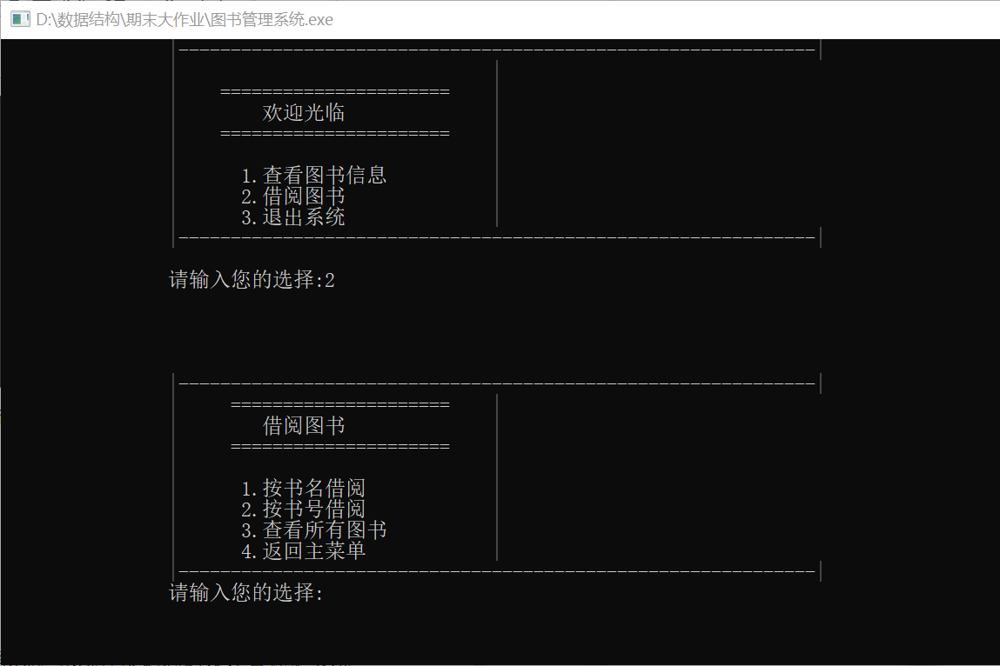 D:\数据结构\期末大作业\图书管理系统.exe
======================
欢迎光临
======================
1.查看图书信息
2.借阅图书
3.退出系统
请输入您的选择:2
=====================
借阅图书
=====================
1.按书名借阅
2.按书号借阅
3.查看所有图书
4.返回主菜单
请输入您的选择: